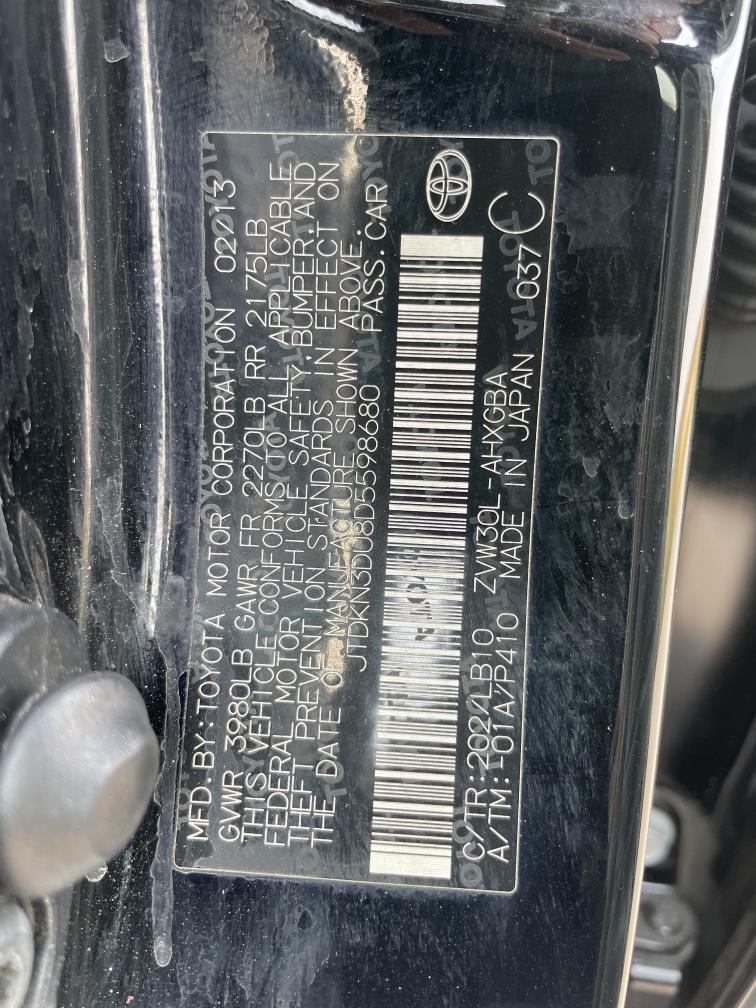 MFD. BY: TOYOTA MOTOR CORPORATION 02/13
GVWR 3980LB GAWR FR 2270LB RR 2175LB
THIS VEHICLE CONFORMS TO ALL APPLICABLE
FEDERAL MOTOR VEHICLE SAFETY, BUMPER, AND
THEFT PREVENTION STANDARDS IN EFFECT ON
THE DATE OF MANUFACTURE SHOWN ABOVE.
JTDKN3DU8D5598680 PASS. CAR
C/TR: 202/LB10 ZVW30L-AHXGBA
A/TM: -01A/P410 MADE IN JAPAN 037 C